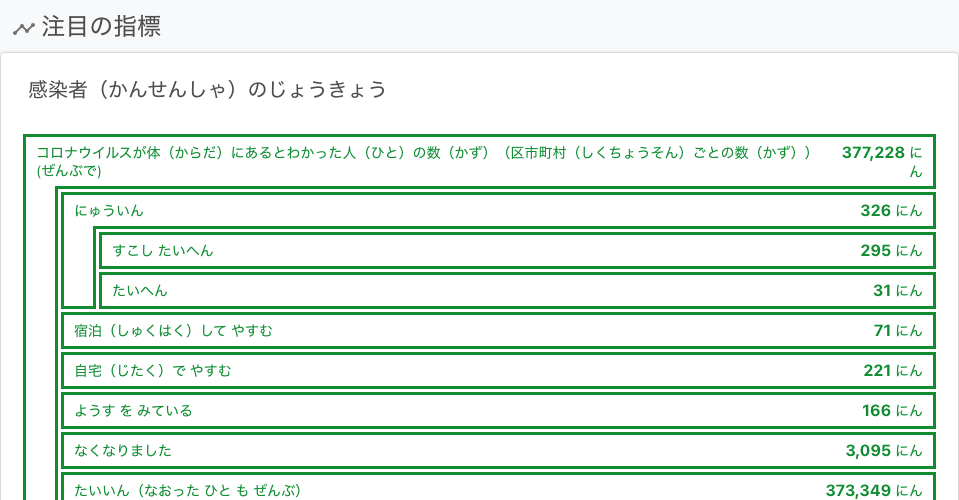 注目の指標
感染者（かんせんしゃ）のじょうきょう
コロナウイルスが体（からだ）にあるとわかった人（ひと）の数（かず）（区市町村（しくちょうそん）ごとの数（かず）） 377,228 に
(ぜんぶで) ん
にゅういん 326 にん
すこし たいへん 295 にん
たいへん 31 にん
宿泊（しゅくはく）して やすむ 71 にん
自宅（じたく）で やすむ 221 にん
ようす を みている 166 にん
なくなりました 3,095 にん
たいいん（なおった ひと も ぜんぶ） 373,349 にん